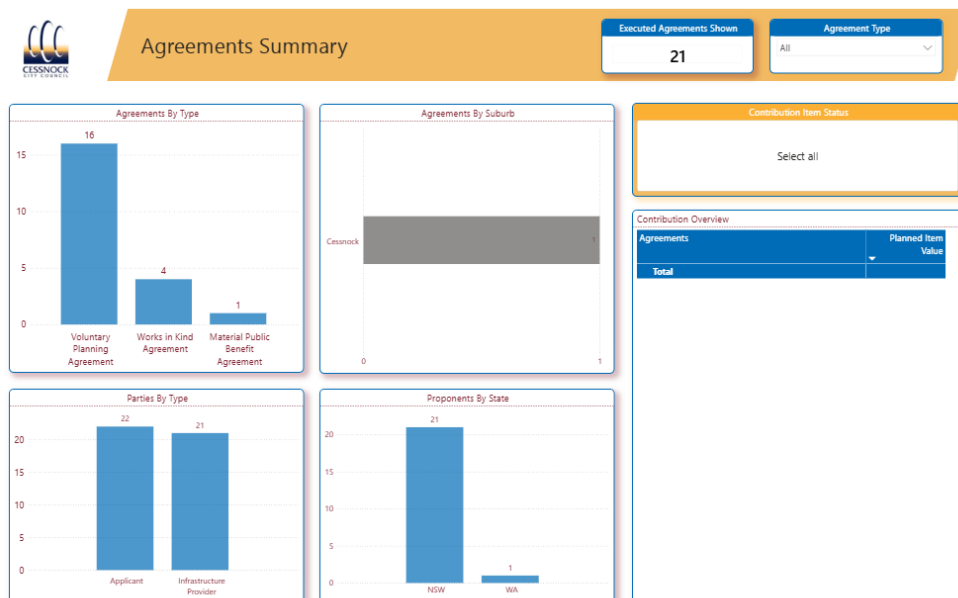 CESSNOCK
CITY COUNCIL
Agreements Summary
Executed Agreements Shown
21
Agreement Type
All
Agreements By Type
16
15
10
5
4
1
0
Voluntary
Planning
Agreement
Works in Kind
Agreement
Material Public
Benefit
Agreement
Agreements By Suburb
Cessnock
1
0
1
Contribution Item Status
Select all
Contribution Overview
Agreements
Planned Item
Value
Total
Parties By Type
22
21
20
15
10
5
0
Applicant
Infrastructure
Provider
Proponents By State
21
20
15
10
5
1
0
NSW
WA